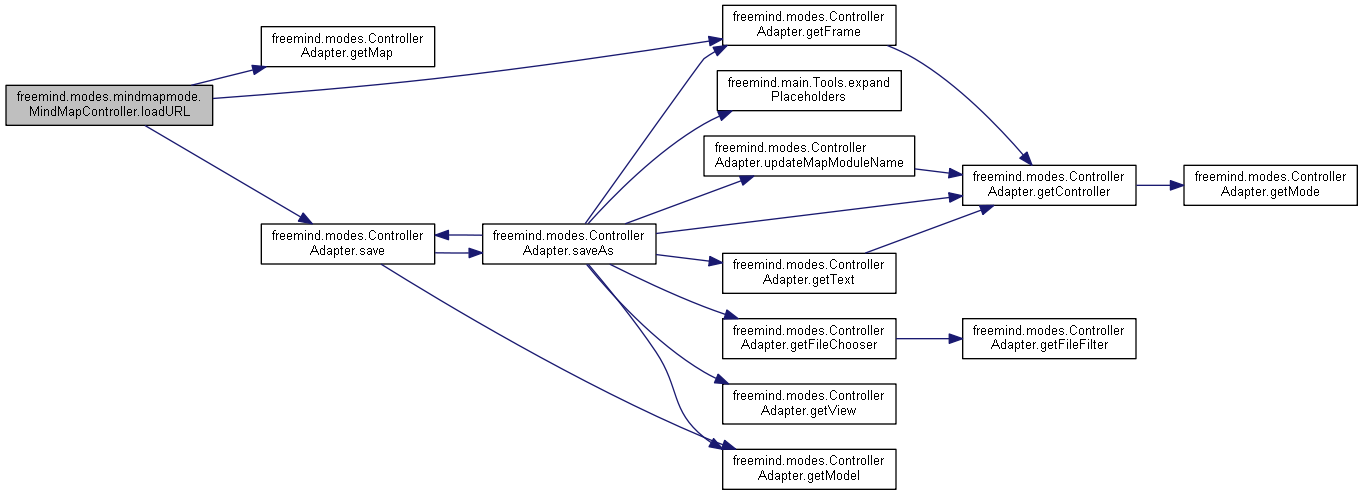 freemind.modes.mindmapmode.
MindMapController.loadURL
freemind.modes.Controller
Adapter.getMap
freemind.modes.Controller
Adapter.save
freemind.modes.Controller
Adapter.saveAs
freemind.modes.Controller
Adapter.getFrame
freemind.main.Tools.expand
Placeholders
freemind.modes.Controller
Adapter.updateMapModuleName
freemind.modes.Controller
Adapter.getText
freemind.modes.Controller
Adapter.getFileChooser
freemind.modes.Controller
Adapter.getView
freemind.modes.Controller
Adapter.getModel
freemind.modes.Controller
Adapter.getController
freemind.modes.Controller
Adapter.getFileFilter
freemind.modes.Controller
Adapter.getMode